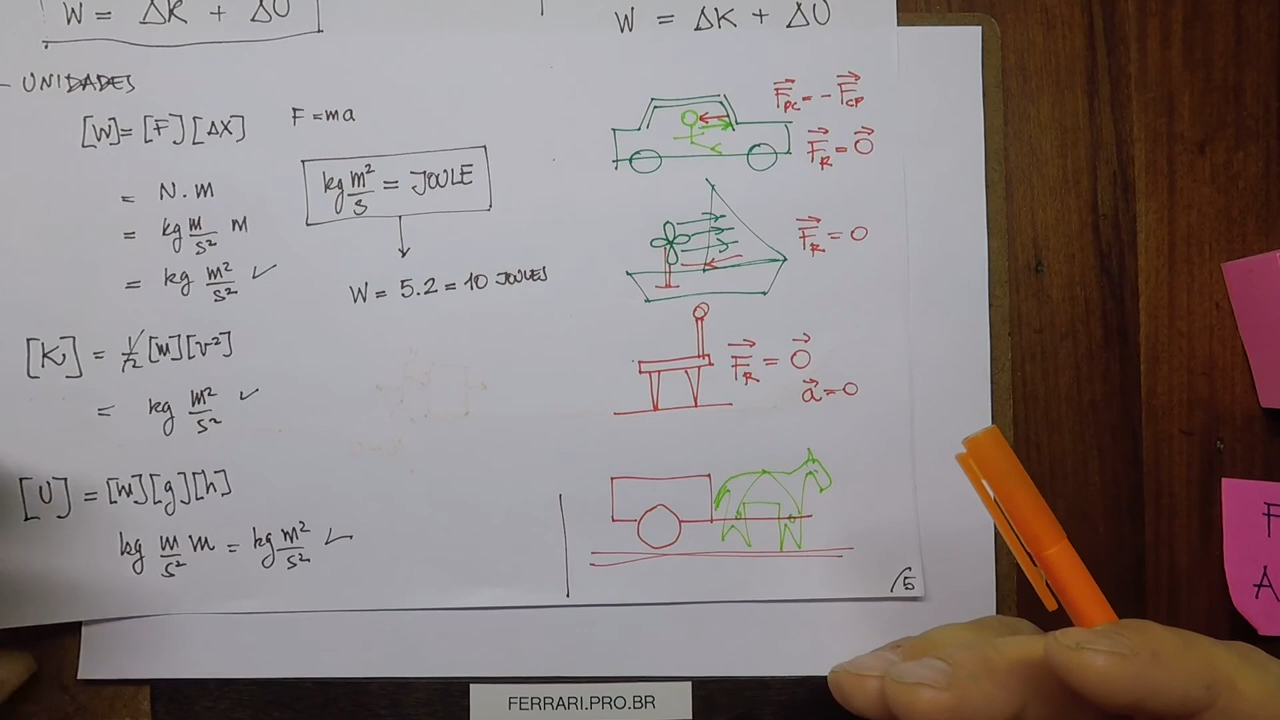 W = ΔK + ΔU
- UNIDADES
[W] = [F][ΔX]
F = ma
= N.m
= kg m/s² m
= kg m²/s² ✓
kg m²/s = JOULE
W = 5.2 = 10 JOULES
[K] = 1/2 [m][v²]
= kg m²/s² ✓
[U] = [m][g][h]
kg m/s² m = kg m²/s² ✓
W = ΔK + ΔU
F⃗PC = - F⃗CP
F⃗R = 0⃗
F⃗R = 0
F⃗R = 0⃗
a⃗ = 0
/5
F
A
FERRARI.PRO.BR